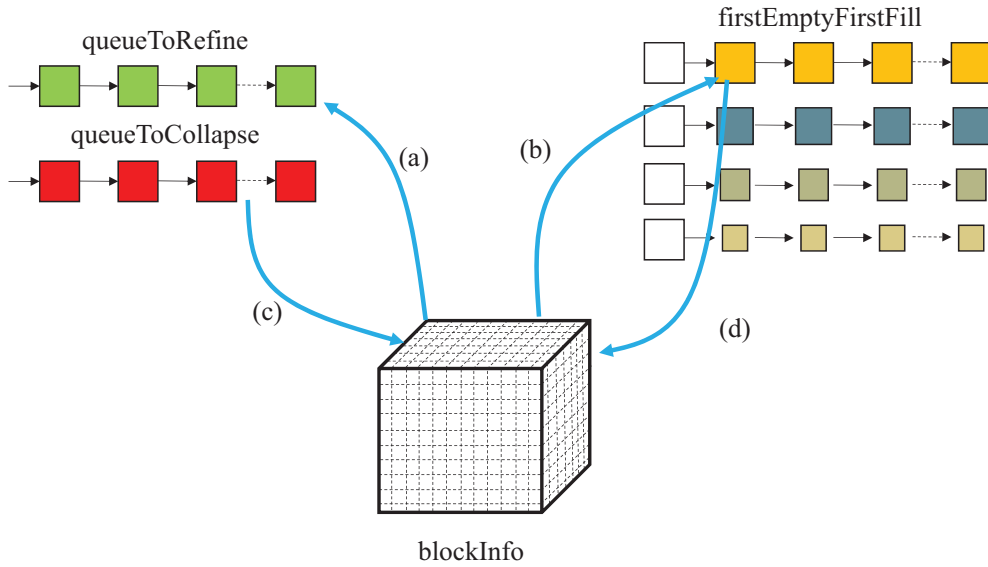 firstEmptyFirstFill
queueToRefine
queueToCollapse
(a)
(b)
(c)
(d)
blockInfo